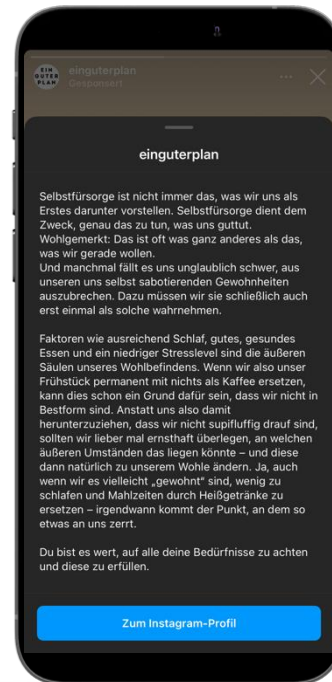 EIN
GUTER
PLAN
einguterplan
Gesponsert
einguterplan
Selbstfürsorge ist nicht immer das, was wir uns als
Erstes darunter vorstellen. Selbstfürsorge dient dem
Zweck, genau das zu tun, was uns guttut.
Wohlgemerkt: Das ist oft was ganz anderes als das,
was wir gerade wollen.
Und manchmal fällt es uns unglaublich schwer, aus
unseren uns selbst sabotierenden Gewohnheiten
auszubrechen. Dazu müssen wir sie schließlich auch
erst einmal als solche wahrnehmen.
Faktoren wie ausreichend Schlaf, gutes, gesundes
Essen und ein niedriger Stresslevel sind die äußeren
Säulen unseres Wohlbefindens. Wenn wir also unser
Frühstück permanent mit nichts als Kaffee ersetzen,
kann dies schon ein Grund dafür sein, dass wir nicht in
Bestform sind. Anstatt uns also damit
herunterzuziehen, dass wir nicht supifluffig drauf sind,
sollten wir lieber mal ernsthaft überlegen, an welchen
äußeren Umständen das liegen könnte – und diese
dann natürlich zu unserem Wohle ändern. Ja, auch
wenn wir es vielleicht „gewohnt“ sind, wenig zu
schlafen und Mahlzeiten durch Heißgetränke zu
ersetzen – irgendwann kommt der Punkt, an dem so
etwas an uns zerrt.
Du bist es wert, auf alle deine Bedürfnisse zu achten
und diese zu erfüllen.
Zum Instagram-Profil